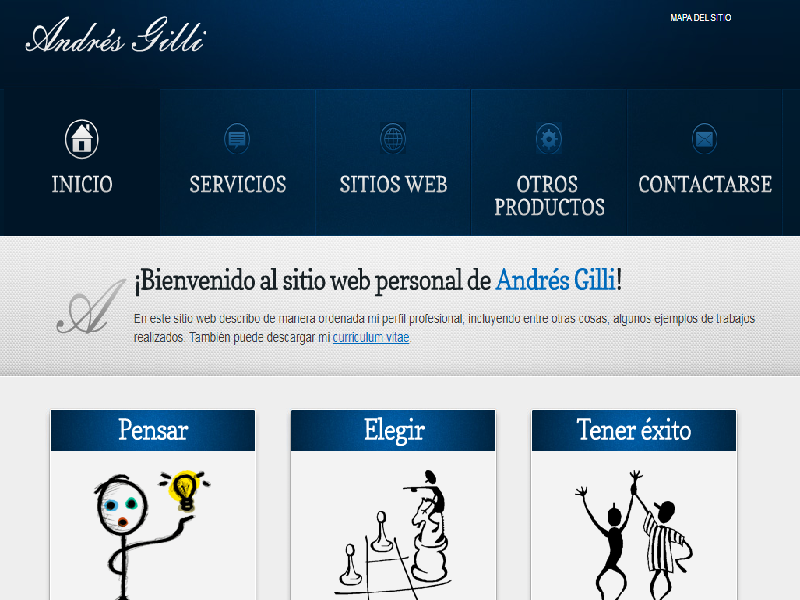 Andrés Gilli
MAPA DEL SITIO
INICIO
SERVICIOS
SITIOS WEB
OTROS
PRODUCTOS
CONTACTARSE
A
¡Bienvenido al sitio web personal de Andrés Gilli!
En este sitio web describo de manera ordenada mi perfil profesional, incluyendo entre otras cosas, algunos ejemplos de trabajos
realizados. También puede descargar mi curriculum vitae.
Pensar
Elegir
Tener éxito